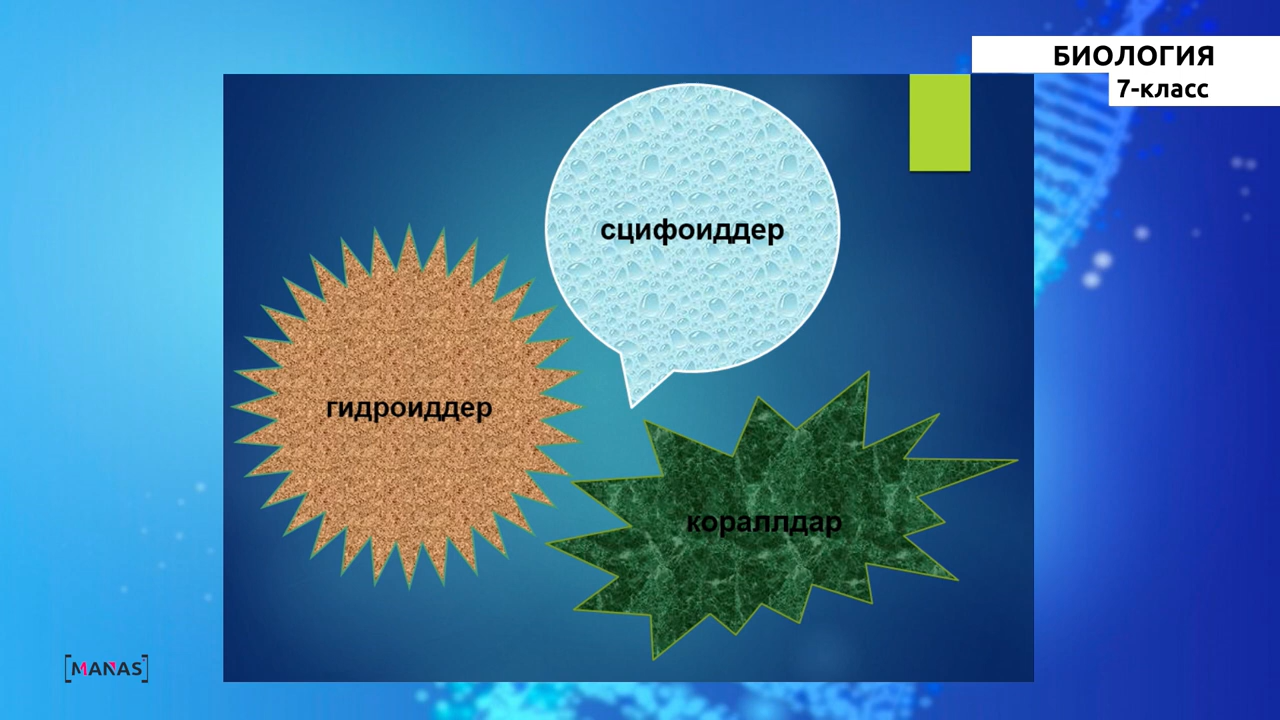 БИОЛОГИЯ
7-класс
сцифоиддер
гидроиддер
кораллдар
[MANAS]